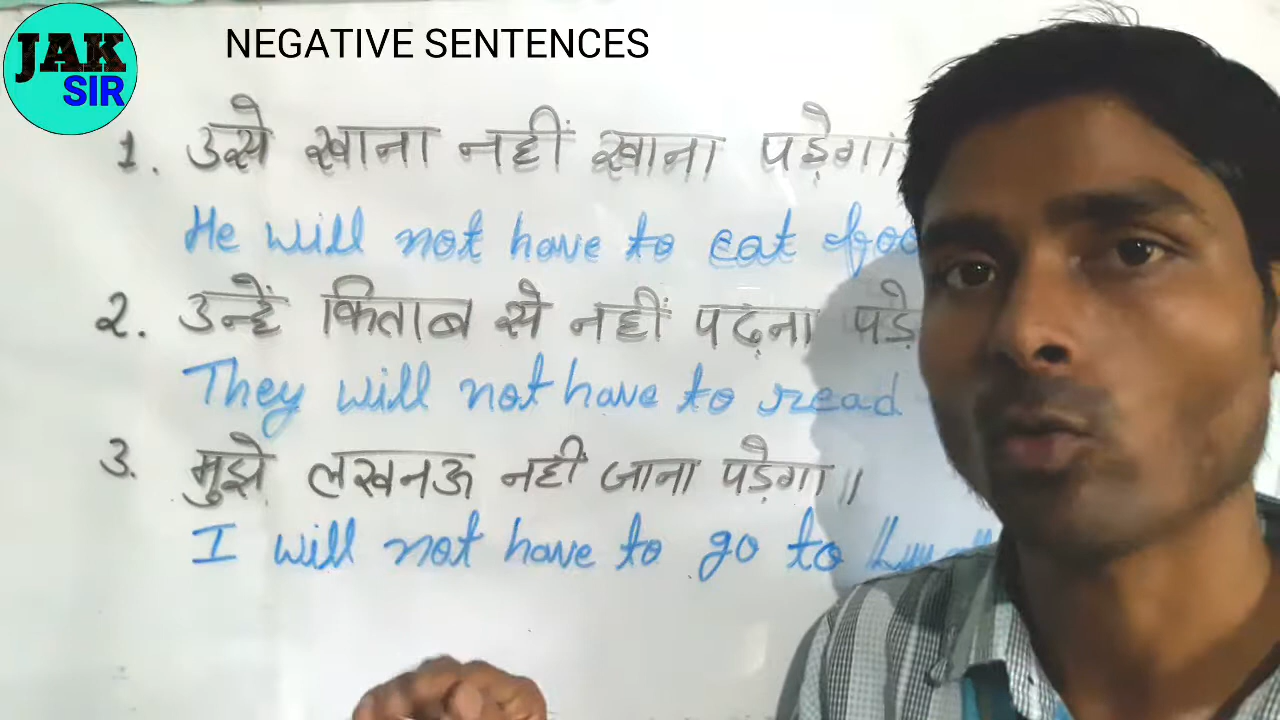 JAK
SIR
NEGATIVE SENTENCES
1. उसे खाना नहीं खाना पड़ेगा
He will not have to eat
2. उन्हें किताब से नहीं पढ़ना
They will not have to read
3. मुझे लखनऊ नहीं जाना पड़ेगा॥
I will not have to go to